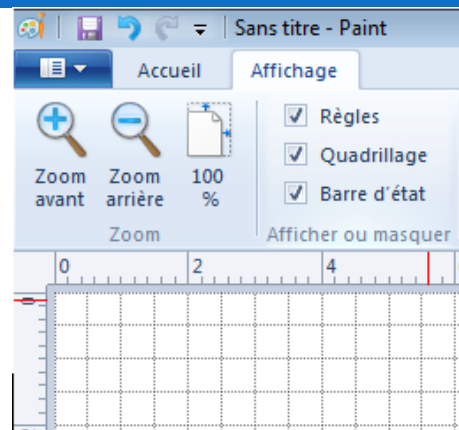 Sans titre - Paint
Accueil Affichage
Zoom avant
Zoom arrière
100 %
Règles
Quadrillage
Barre d'état
Zoom
Afficher ou masquer
0 2 4
0